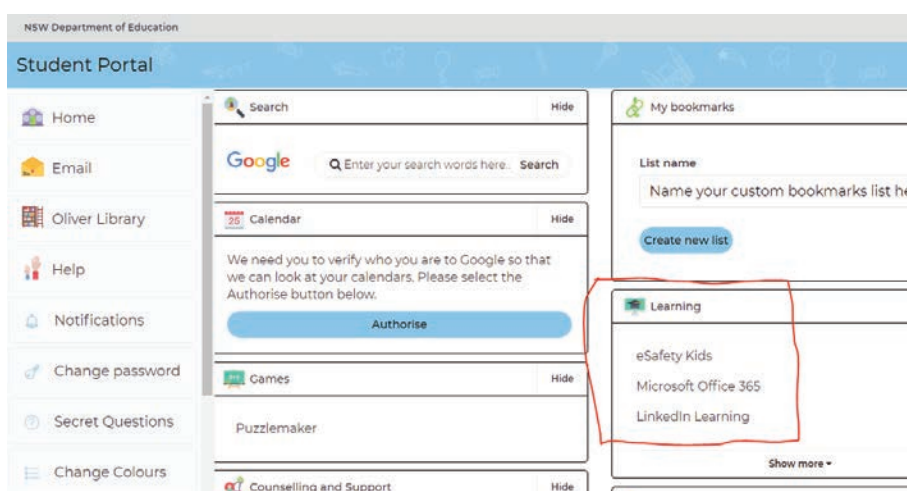 NSW Department of Education
Student Portal
Home
Email
Oliver Library
Help
Notifications
Change password
Secret Questions
Change Colours
Search
Hide
Google
Enter your search words here..
Search
25
Calendar
Hide
We need you to verify who you are to Google so that
we can look at your calendars. Please select the
Authorise button below.
Authorise
Games
Hide
Puzzlemaker
Counselling and Support
Hide
My bookmarks
List name
Name your custom bookmarks list he
Create new list
Learning
eSafety Kids
Microsoft Office 365
LinkedIn Learning
Show more